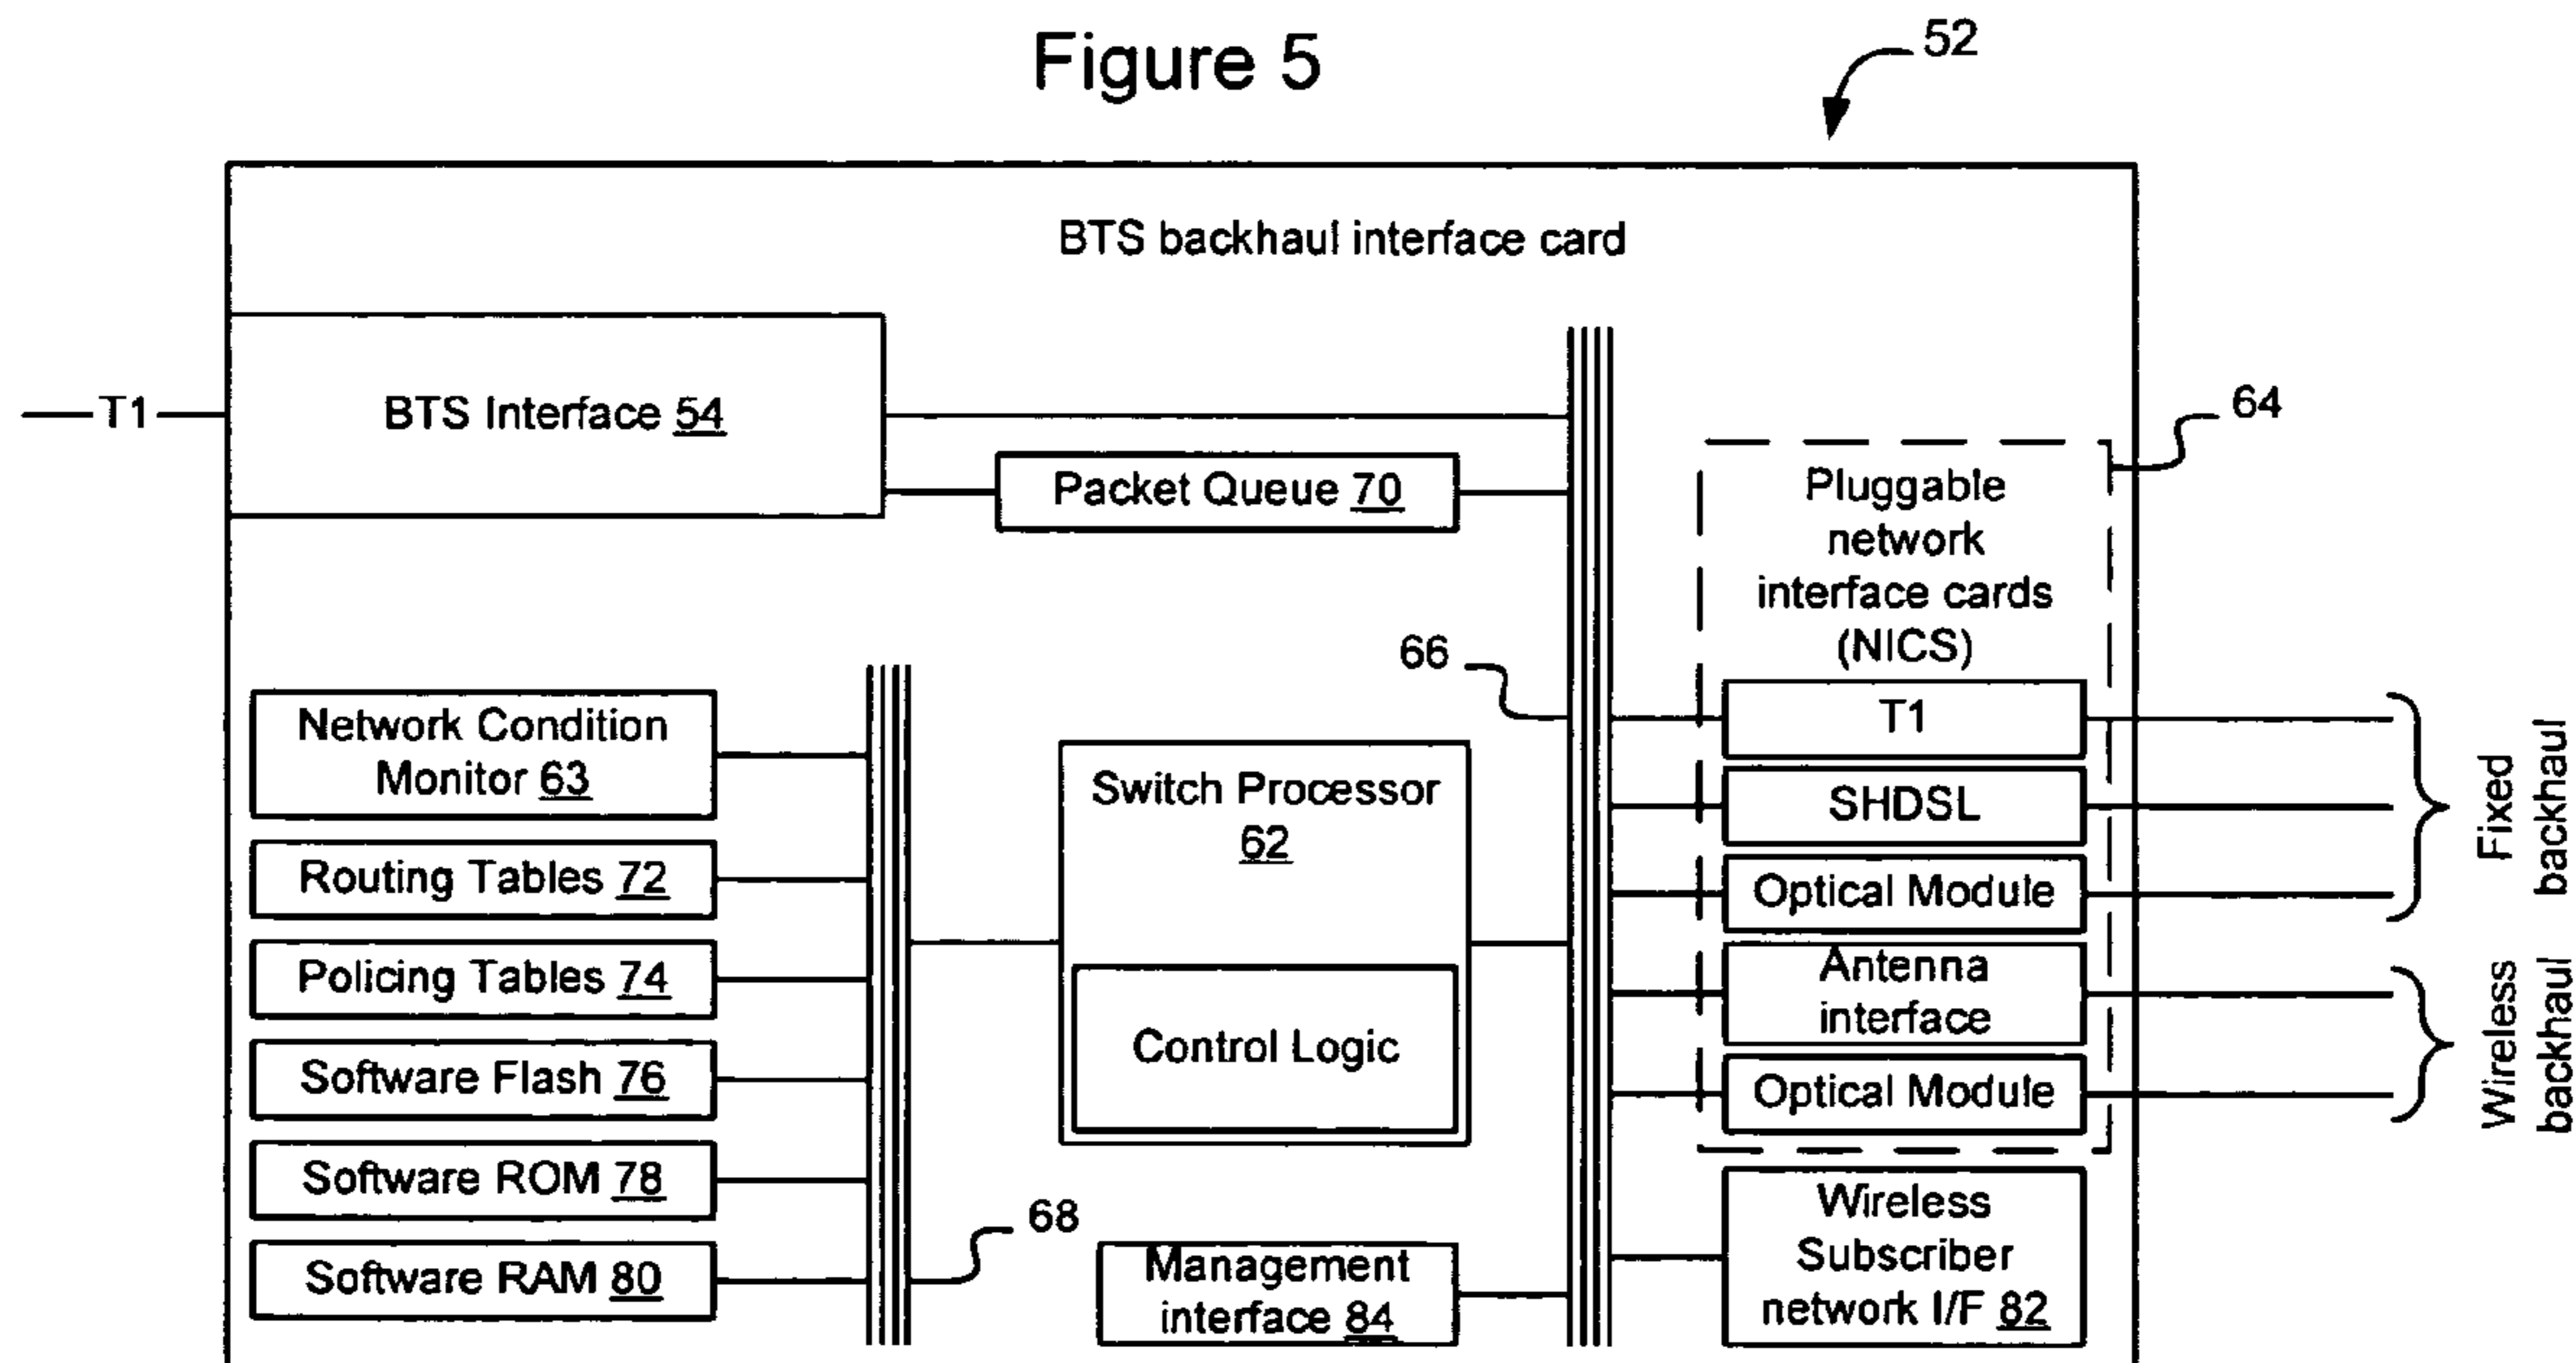 Figure 5
52
BTS backhaul interface card
T1
BTS Interface 54
Packet Queue 70
64
Pluggable
network
interface cards
(NICS)
66
T1
SHDSL
Optical Module
Antenna
interface
Optical Module
Fixed
backhaul
Wireless
backhaul
Network Condition
Monitor 63
Routing Tables 72
Policing Tables 74
Software Flash 76
Software ROM 78
Software RAM 80
68
Switch Processor
62
Control Logic
Management
interface 84
Wireless
Subscriber
network I/F 82